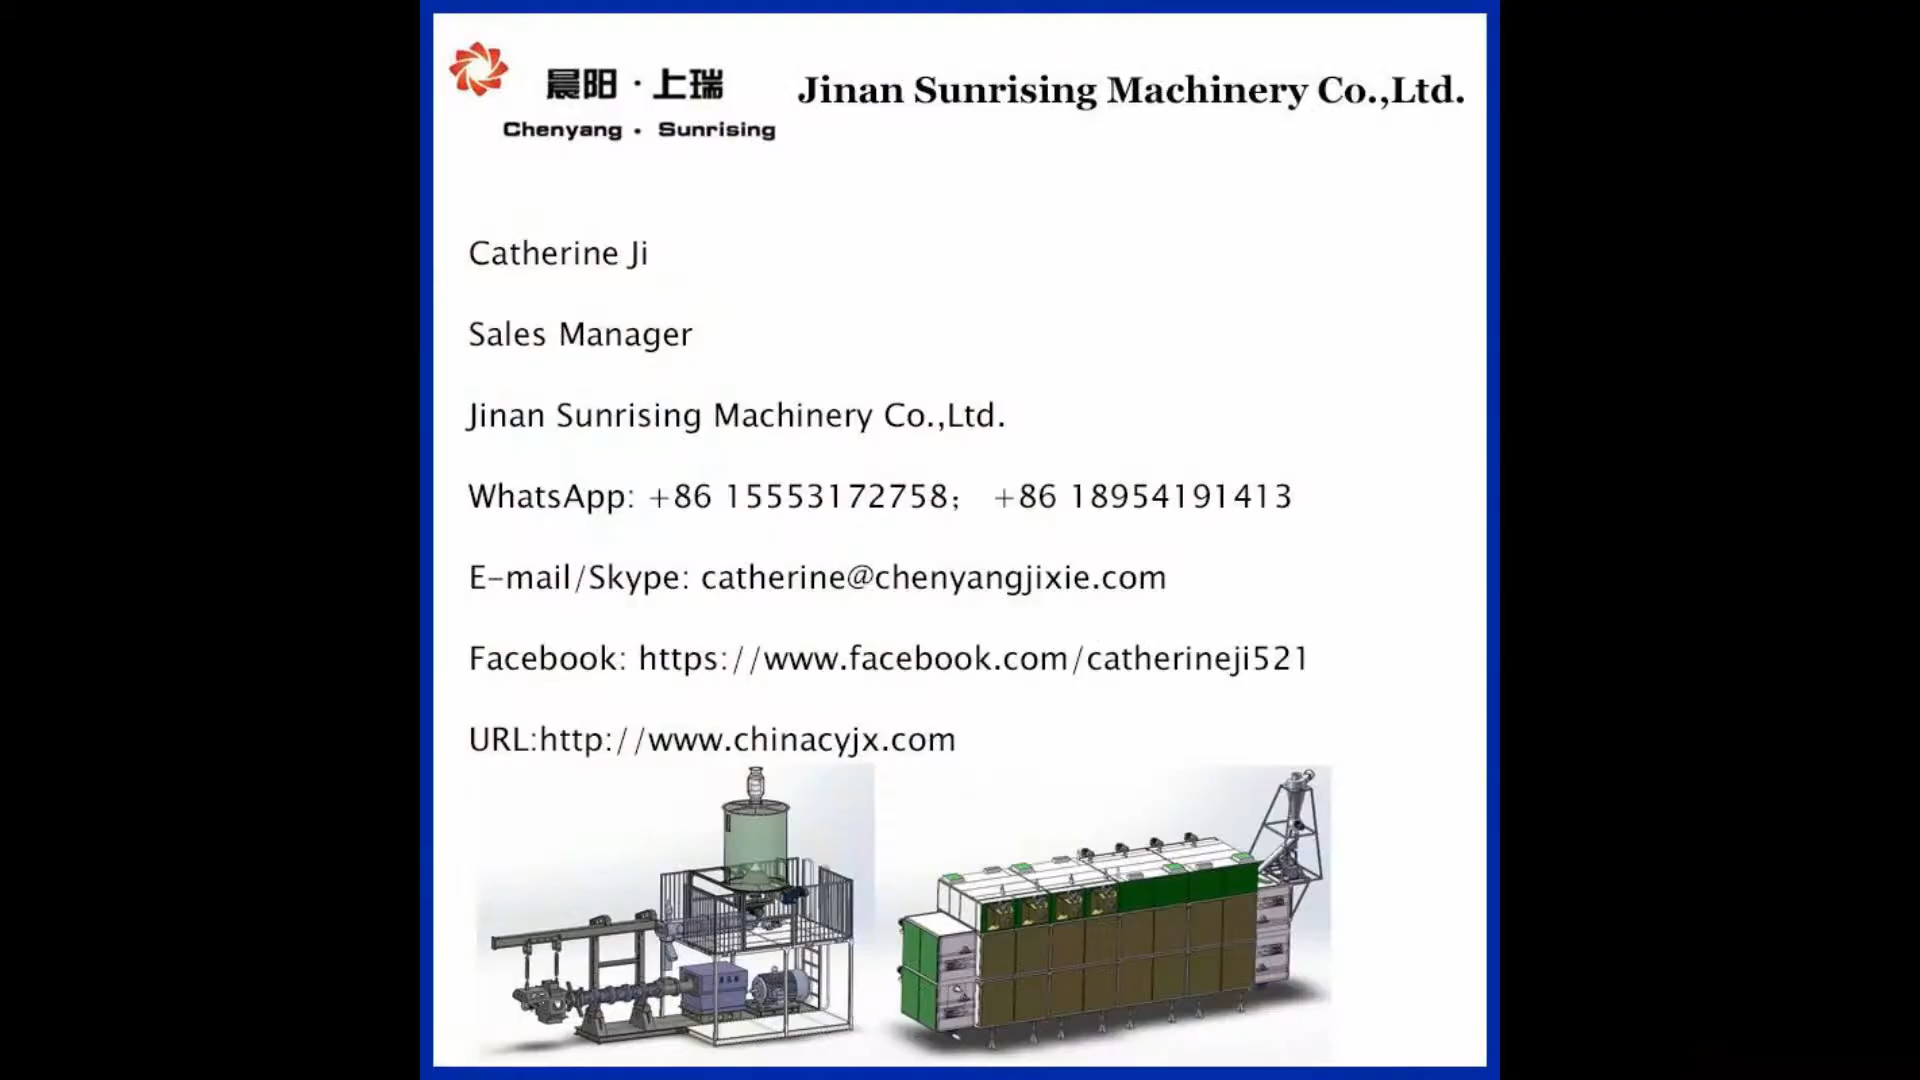 晨阳·上瑞
Chenyang · Sunrising
Jinan Sunrising Machinery Co.,Ltd.
Catherine Ji
Sales Manager
Jinan Sunrising Machinery Co.,Ltd.
WhatsApp: +86 15553172758； +86 18954191413
E-mail/Skype: catherine@chenyangjixie.com
Facebook: https://www.facebook.com/catherineji521
URL:http://www.chinacyjx.com